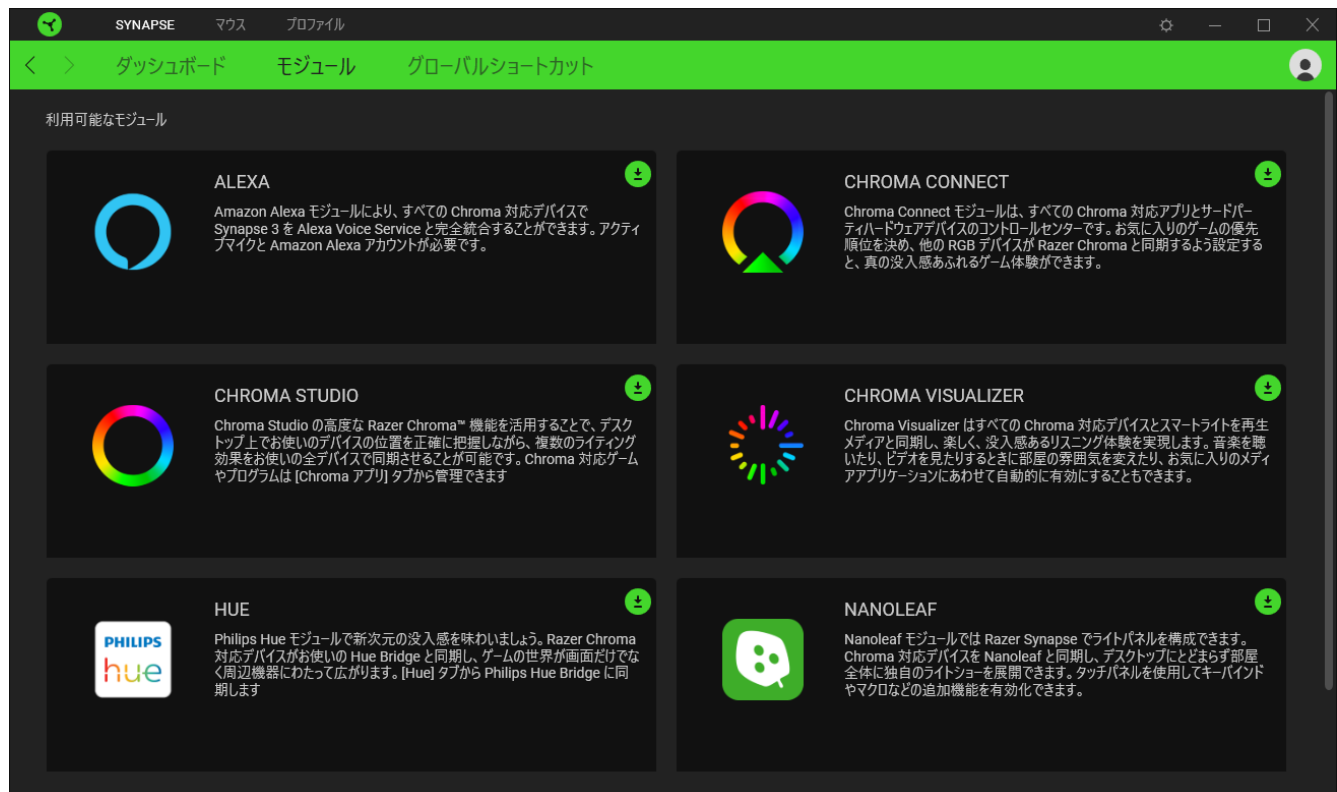 SYNAPSE マウス プロファイル
ダッシュボード モジュール グローバルショートカット
利用可能なモジュール
ALEXA
Amazon Alexa モジュールにより、すべての Chroma 対応デバイスで
Synapse 3 を Alexa Voice Service と完全統合することができます。アクティ
ブマイクと Amazon Alexa アカウントが必要です。
CHROMA CONNECT
Chroma Connect モジュールは、すべての Chroma 対応アプリとサードパー
ティハードウェアデバイスのコントロールセンターです。お気に入りのゲームの優先
順位を決め、他の RGB デバイスが Razer Chroma と同期するよう設定する
と、真の没入感あふれるゲーム体験ができます。
CHROMA STUDIO
Chroma Studio の高度な Razer Chroma™ 機能を活用することで、デスク
トップ上でお使いのデバイスの位置を正確に把握しながら、複数のライティング
効果をお使いの全デバイスで同期させることが可能です。Chroma 対応ゲーム
やプログラムは [Chroma アプリ] タブから管理できます
CHROMA VISUALIZER
Chroma Visualizer はすべての Chroma 対応デバイスとスマートライトを再生
メディアと同期し、楽しく、没入感あるリスニング体験を実現します。音楽を聴
いたり、ビデオを見たりするときに部屋の雰囲気を変えたり、お気に入りのメディ
アアプリケーションにあわせて自動的に有効にすることもできます。
PHILIPS
hue
HUE
Philips Hue モジュールで新次元の没入感を味わいましょう。Razer Chroma
対応デバイスがお使いの Hue Bridge と同期し、ゲームの世界が画面だけでな
く周辺機器にわたって広がります。[Hue] タブから Philips Hue Bridge に同
期します
NANOLEAF
Nanoleaf モジュールでは Razer Synapse でライトパネルを構成できます。
Chroma 対応デバイスを Nanoleaf と同期し、デスクトップにとどまらず部屋
全体に独自のライトショーを展開できます。タッチパネルを使用してキーバインド
やマクロなどの追加機能を有効化できます。